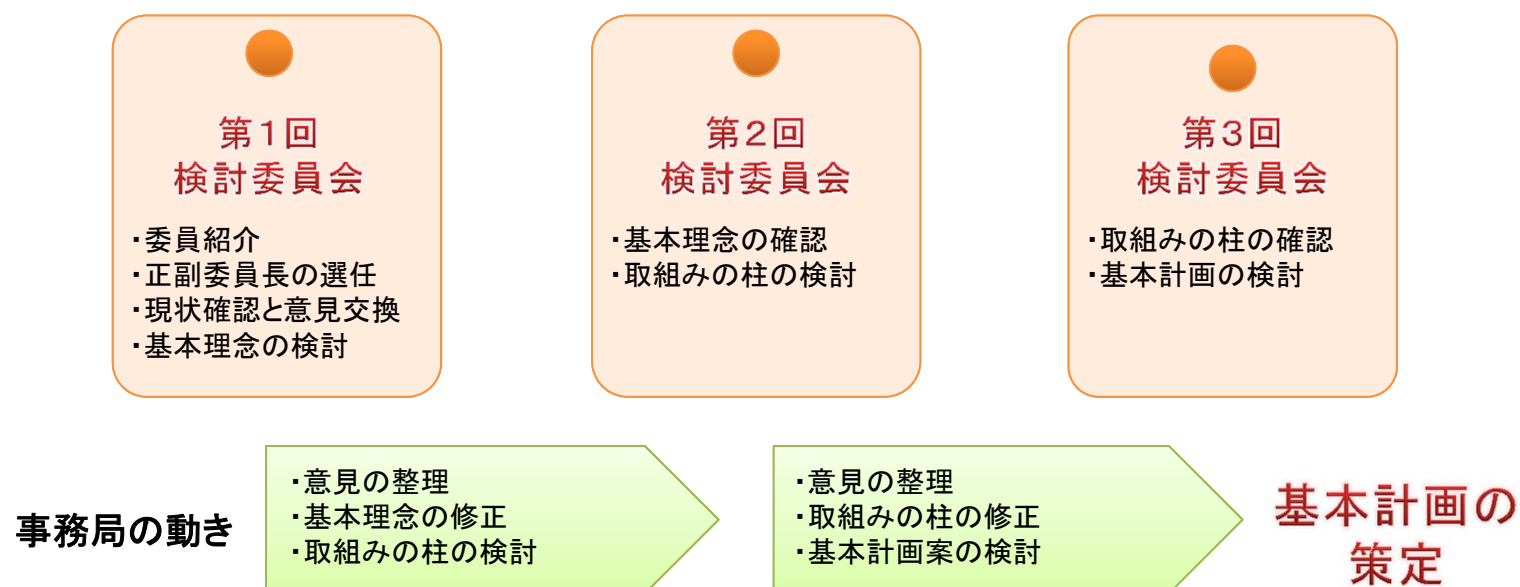 第1回
検討委員会
・委員紹介
・正副委員長の選任
・現状確認と意見交換
・基本理念の検討
第2回
検討委員会
・基本理念の確認
・取組みの柱の検討
第3回
検討委員会
・取組みの柱の確認
・基本計画の検討
事務局の動き
・意見の整理
・基本理念の修正
・取組みの柱の検討
・意見の整理
・取組みの柱の修正
・基本計画案の検討
基本計画の
策定